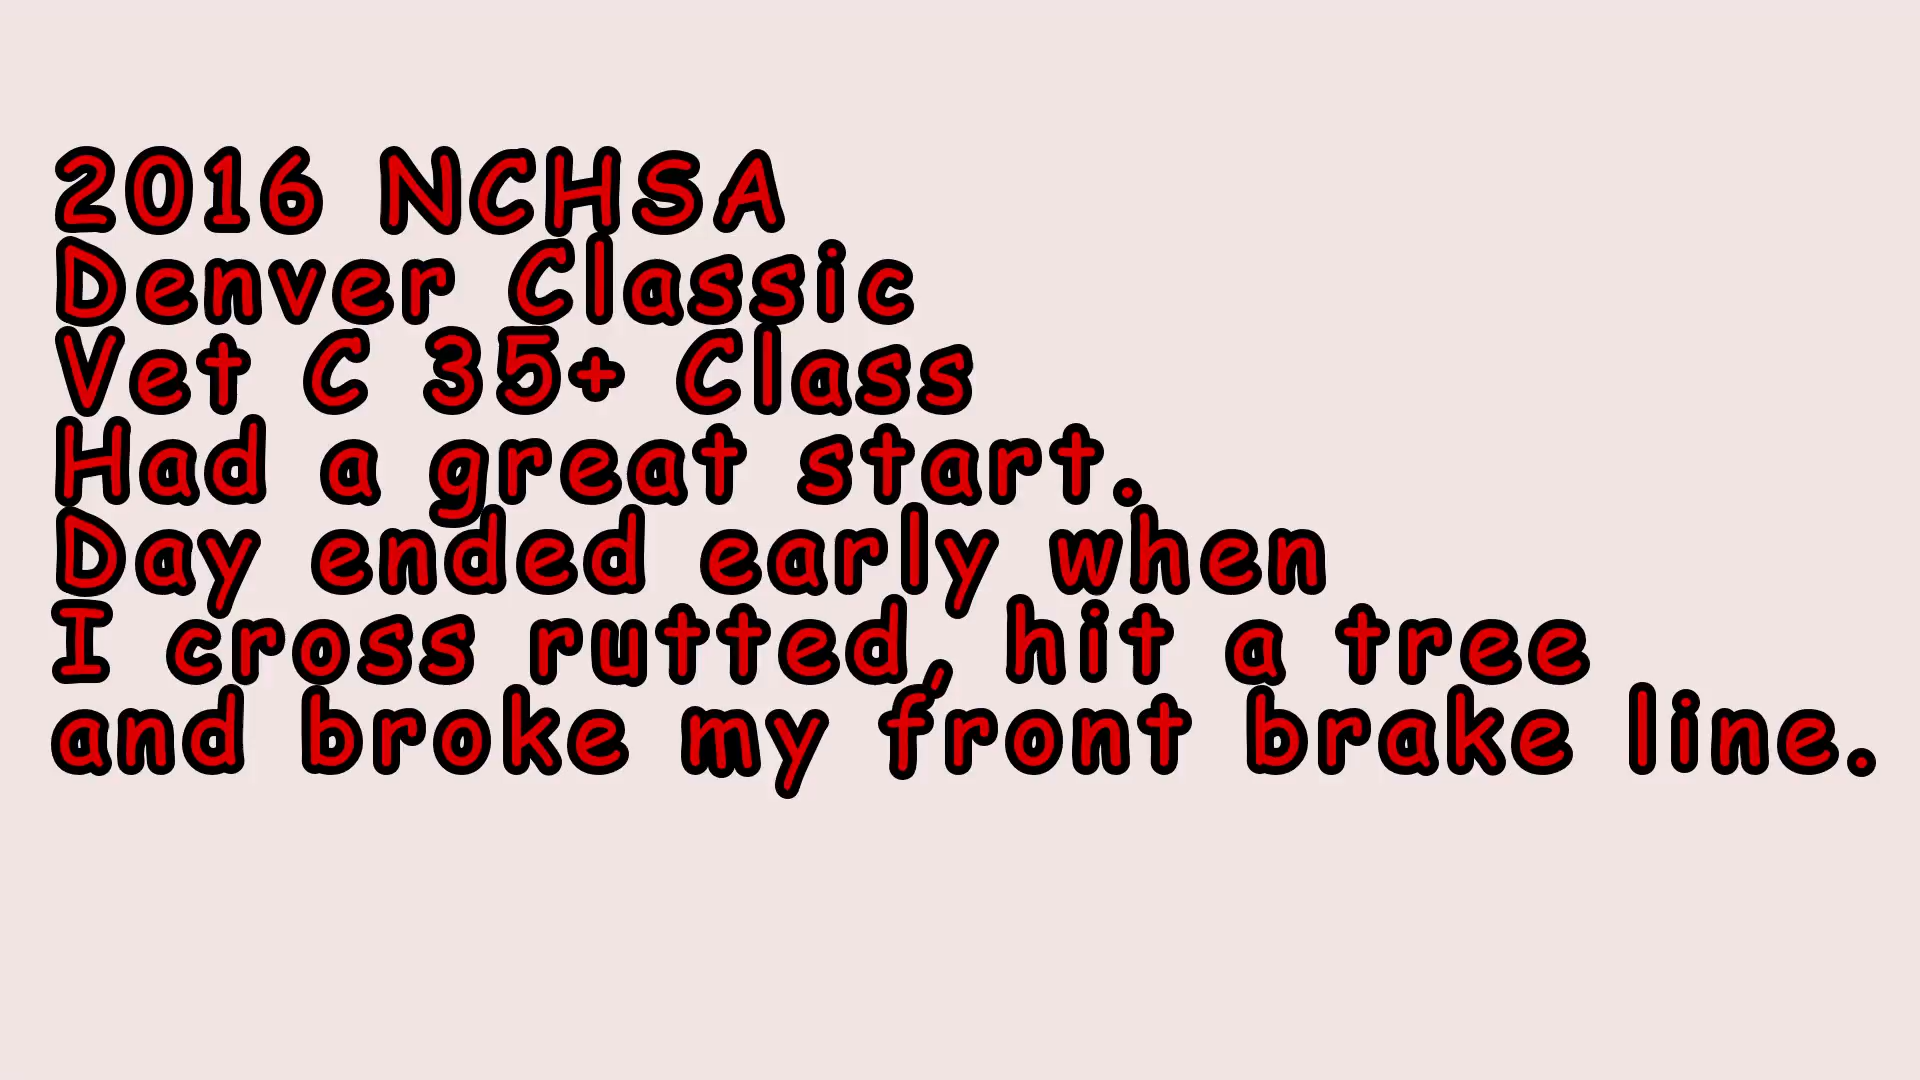 2016 NCHSA
Denver Classic
Vet C 35+ Class
Had a great start.
Day ended early when
I cross rutted, hit a tree
and broke my front brake line.